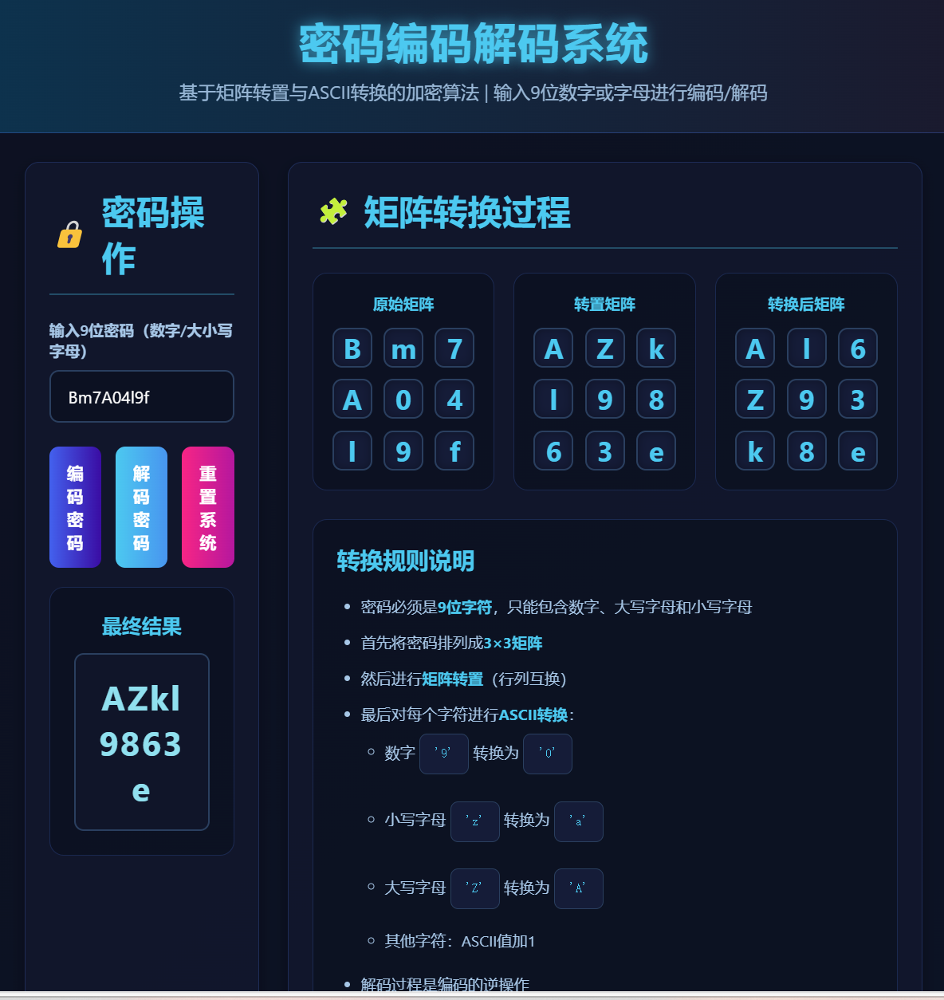 密码编码解码系统
基于矩阵转置与ASCII转换的加密算法 | 输入9位数字或字母进行编码/解码
密码操
作
输入9位密码（数字/大小写
字母）
Bm7A04l9f
编
码
密
码
解
码
密
码
重
置
系
统
最终结果
AZkl
9863
e
矩阵转换过程
原始矩阵
B m 7
A 0 4
l 9 f
转置矩阵
A Z k
l 9 8
6 3 e
转换后矩阵
A l 6
Z 9 3
k 8 e
转换规则说明
密码必须是9位字符，只能包含数字、大写字母和小写字母
首先将密码排列成3×3矩阵
然后进行矩阵转置（行列互换）
最后对每个字符进行ASCII转换：
数字 '9' 转换为 '0'
小写字母 'z' 转换为 'a'
大写字母 'Z' 转换为 'A'
其他字符：ASCII值加1
解码过程是编码的逆操作